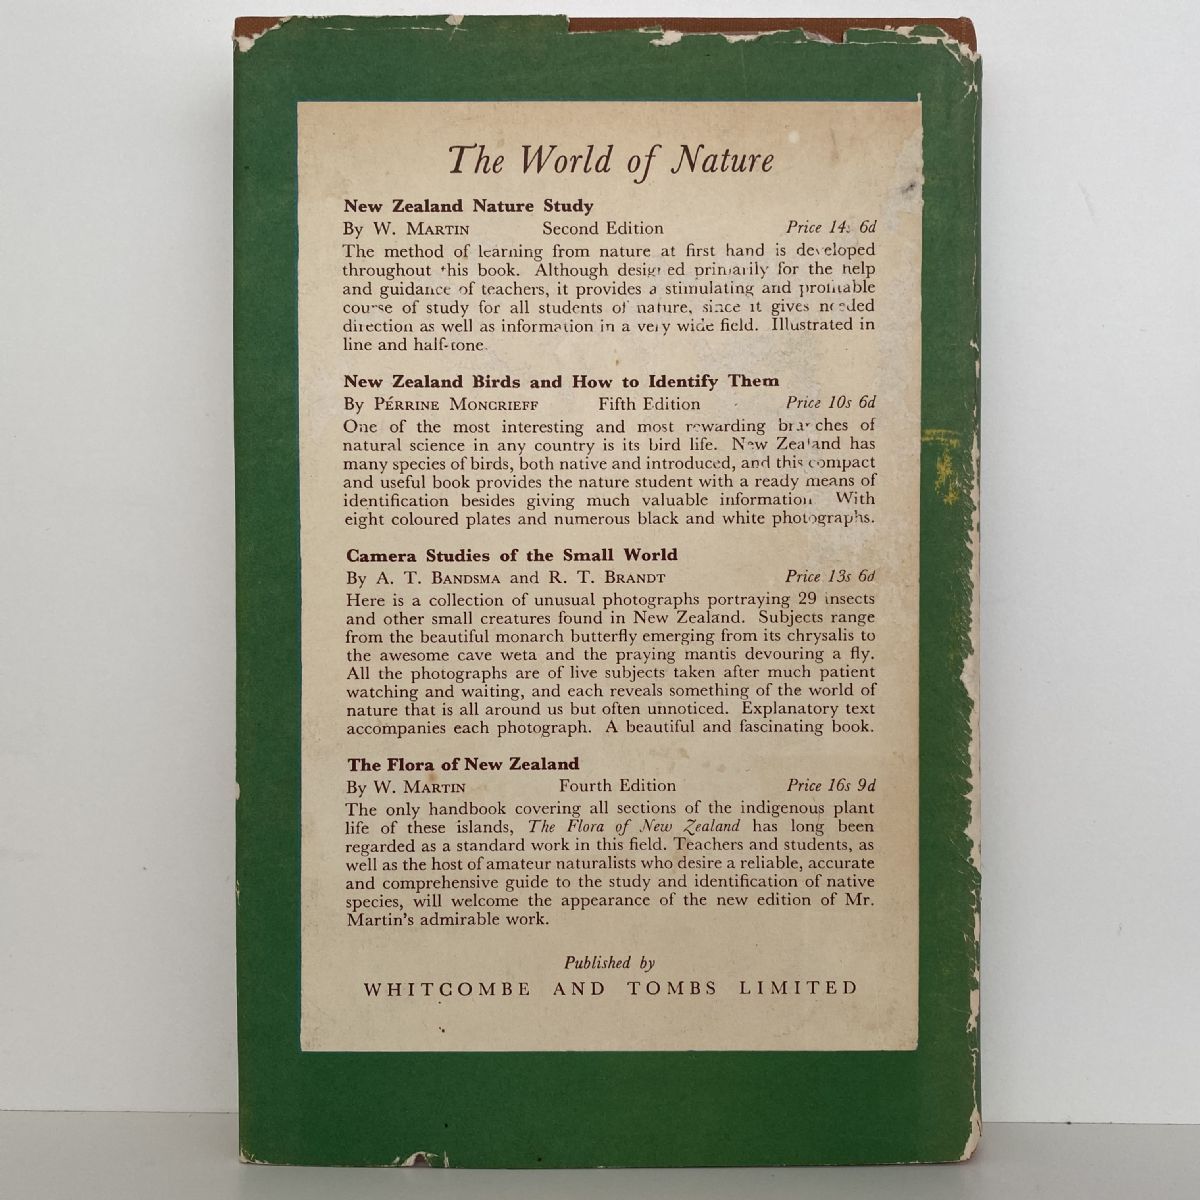 The World of Nature
New Zealand Nature Study
By W. MARTIN Second Edition Price 14s 6d
The method of learning from nature at first hand is developed
throughout this book. Although designed primarily for the help
and guidance of teachers, it provides a stimulating and profitable
course of study for all students of nature, since it gives needed
direction as well as information in a very wide field. Illustrated in
line and half-tone.
New Zealand Birds and How to Identify Them
By PÉRRINE MONCRIEFF Fifth Edition Price 10s 6d
One of the most interesting and most rewarding branches of
natural science in any country is its bird life. New Zealand has
many species of birds, both native and introduced, and this compact
and useful book provides the nature student with a ready means of
identification besides giving much valuable information. With
eight coloured plates and numerous black and white photographs.
Camera Studies of the Small World
By A. T. BANDSMA and R. T. BRANDT Price 13s 6d
Here is a collection of unusual photographs portraying 29 insects
and other small creatures found in New Zealand. Subjects range
from the beautiful monarch butterfly emerging from its chrysalis to
the awesome cave weta and the praying mantis devouring a fly.
All the photographs are of live subjects taken after much patient
watching and waiting, and each reveals something of the world of
nature that is all around us but often unnoticed. Explanatory text
accompanies each photograph. A beautiful and fascinating book.
The Flora of New Zealand
By W. MARTIN Fourth Edition Price 16s 9d
The only handbook covering all sections of the indigenous plant
life of these islands, The Flora of New Zealand has long been
regarded as a standard work in this field. Teachers and students, as
well as the host of amateur naturalists who desire a reliable, accurate
and comprehensive guide to the study and identification of native
species, will welcome the appearance of the new edition of Mr.
Martin's admirable work.
Published by
WHITCOMBE AND TOMBS LIMITED